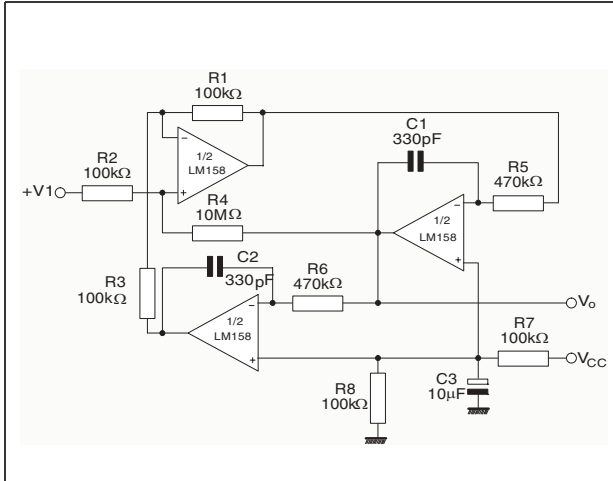 R1
100kΩ
C1
330pF
R2
100kΩ
1/2
LM158
R5
470kΩ
+V1
R4
10MΩ
1/2
LM158
C2
330pF
R6
470kΩ
R3
100kΩ
1/2
LM158
Vo
R7
100kΩ
VCC
R8
100kΩ
C3
10μF